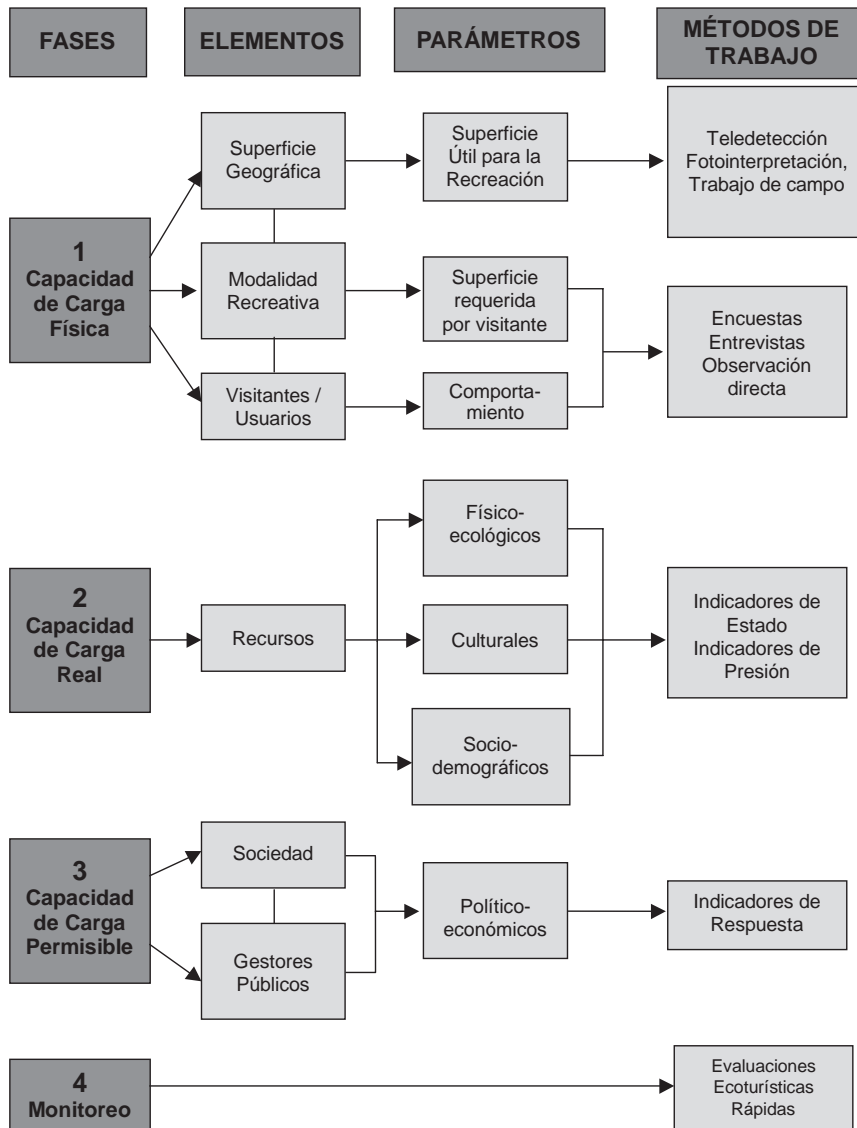 FASES
ELEMENTOS
PARÁMETROS
MÉTODOS DE
TRABAJO
1
Capacidad
de Carga
Física
Superficie
Geográfica
Superficie
Útil para la
Recreación
Teledetección
Fotointerpretación,
Trabajo de campo
Modalidad
Recreativa
Superficie
requerida
por visitante
Visitantes /
Usuarios
Comporta-
miento
Encuestas
Entrevistas
Observación
directa
2
Capacidad
de Carga
Real
Recursos
Físico-
ecológicos
Culturales
Socio-
demográficos
Indicadores de
Estado
Indicadores de
Presión
3
Capacidad
de Carga
Permisible
Sociedad
Gestores
Públicos
Político-
económicos
Indicadores de
Respuesta
4
Monitoreo
Evaluaciones
Ecoturísticas
Rápidas